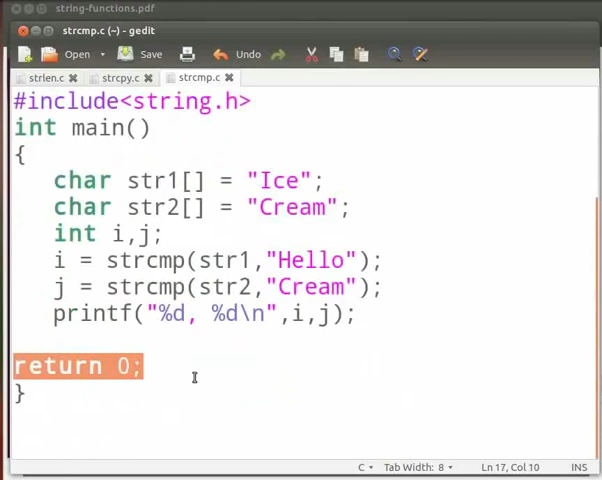 string-functions.pdf
strcmp.c (~) - gedit
Open Save Undo
strlen.c strcpy.c strcmp.c
#include<string.h>
int main()
{
char str1[] = "Ice";
char str2[] = "Cream";
int i,j;
i = strcmp(str1,"Hello");
j = strcmp(str2,"Cream");
printf("%d, %d\n",i,j);
return 0;
}
C Tab Width: 8 Ln 17, Col 10 INS